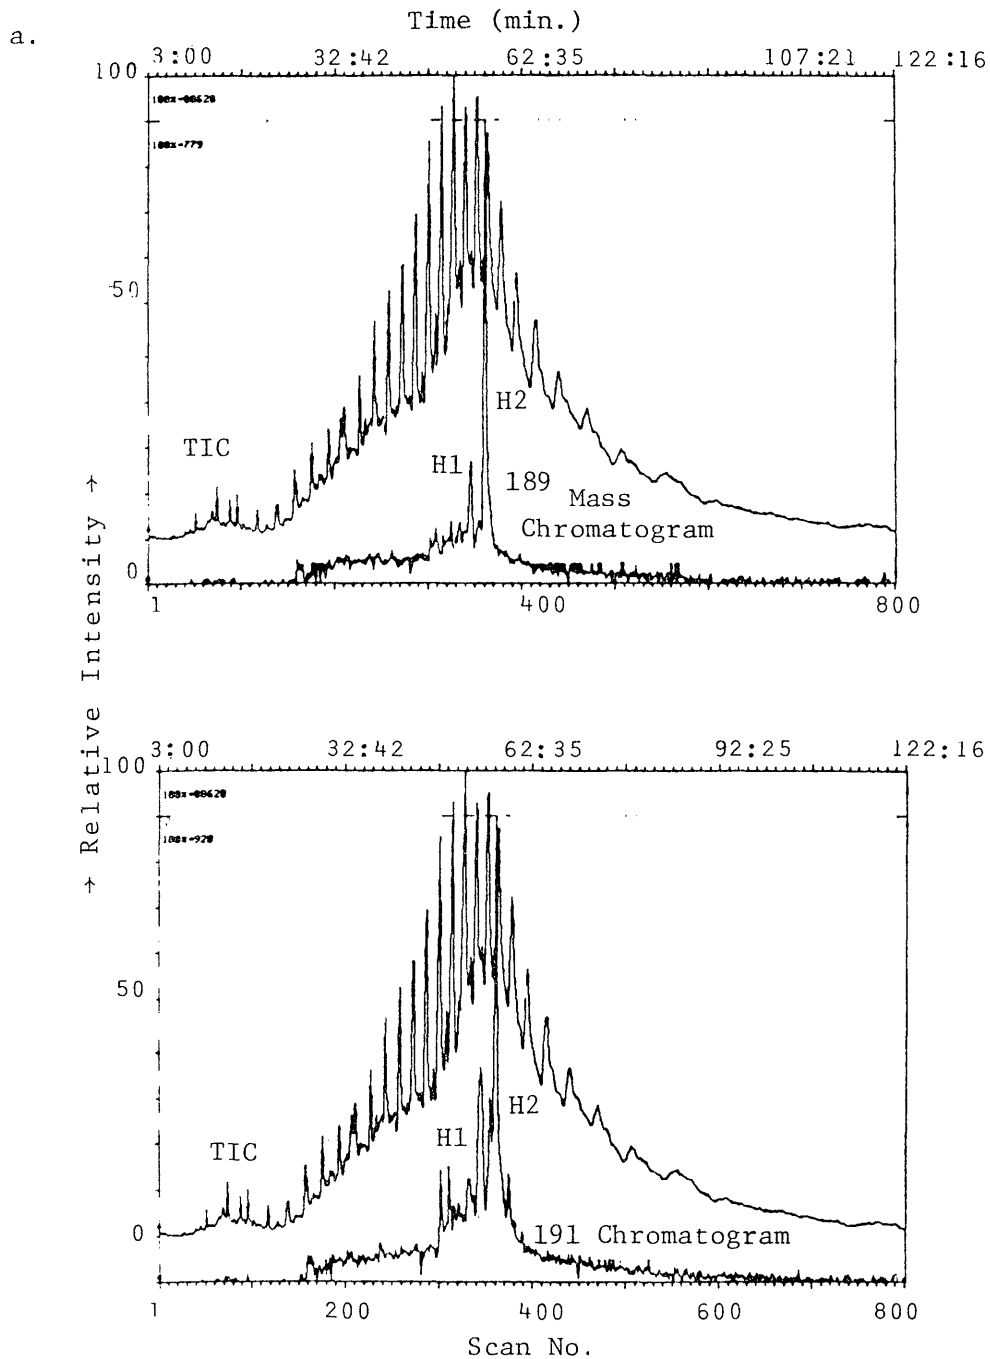 a.
Time (min.)
3:00 32:42 62:35 107:21 122:16
100
50
0
TIC
H1
H2
189
Mass
Chromatogram
1 400 800
→ Relative Intensity →
3:00 32:42 62:35 92:25 122:16
100
50
0
TIC
H1
H2
191 Chromatogram
1 200 400 600 800
Scan No.